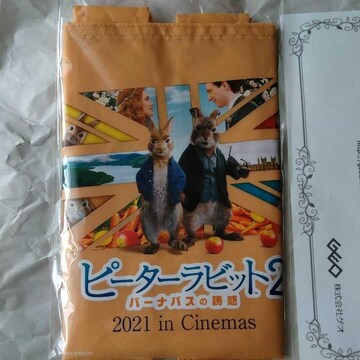 ピーターラビット2
バーナバスの誘惑
2021 in Cinemas
GEO
株式会社ゲオ